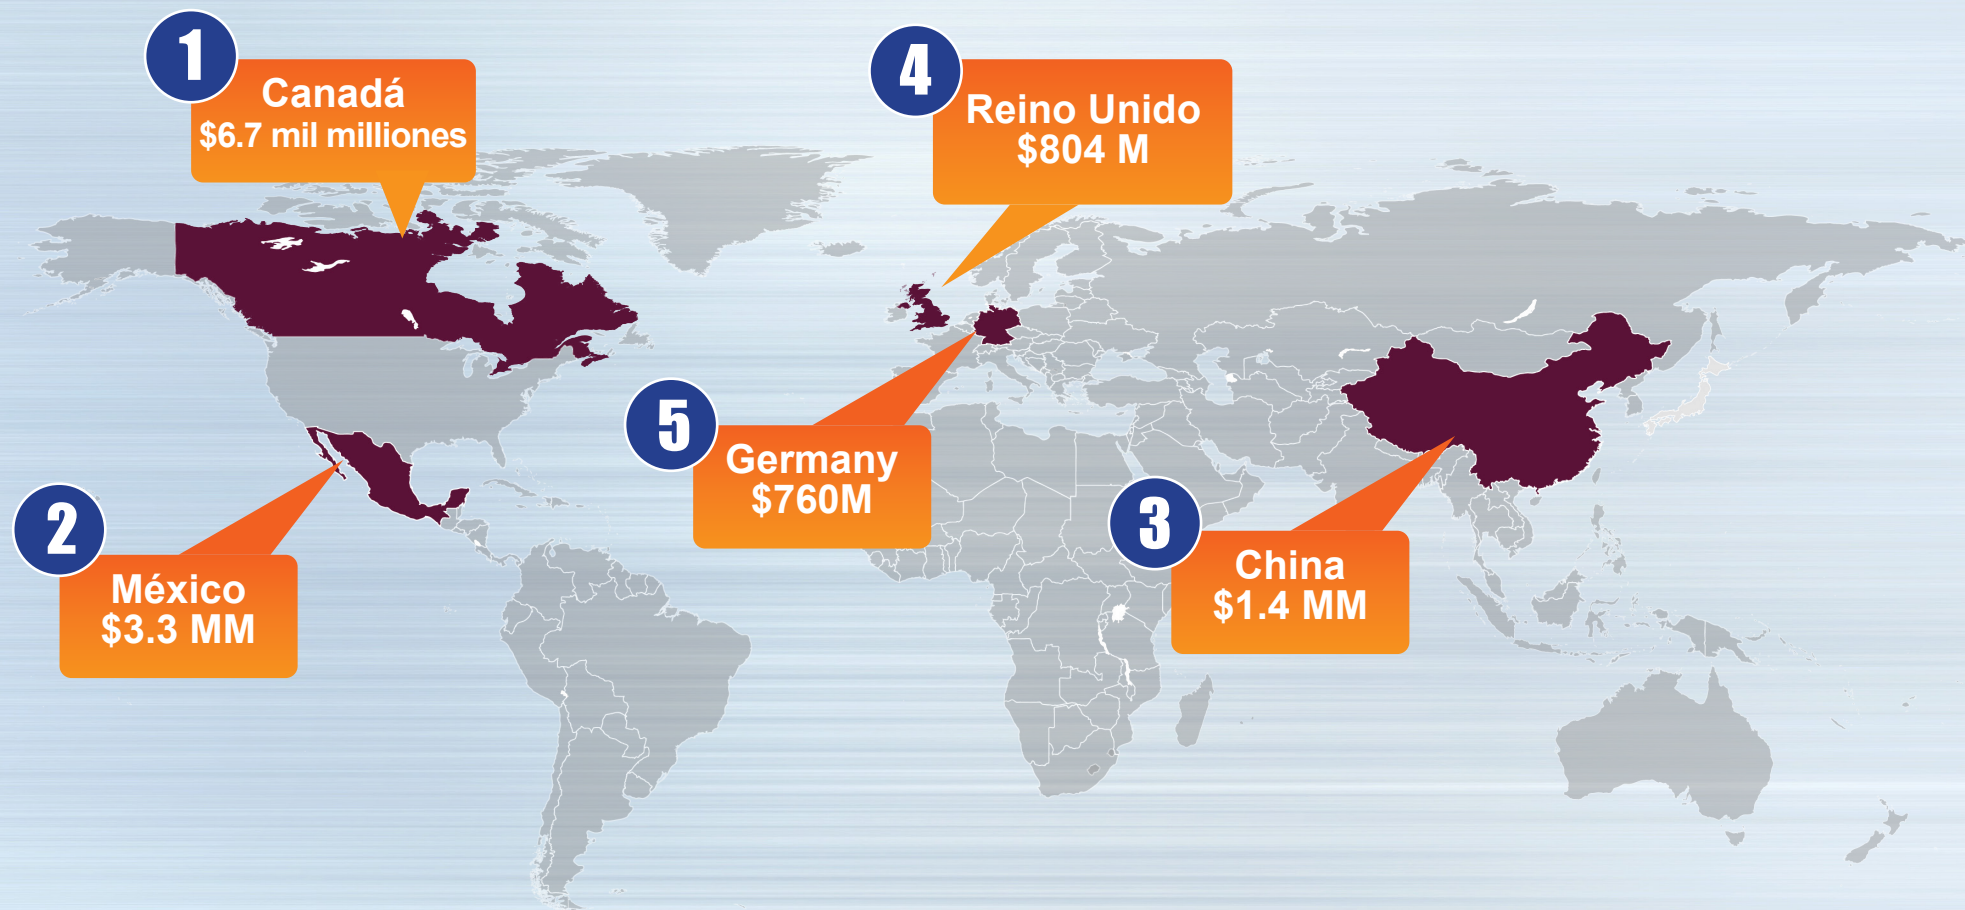 1
Canadá
$6.7 mil milliones
2
México
$3.3 MM
3
China
$1.4 MM
4
Reino Unido
$804 M
5
Germany
$760M